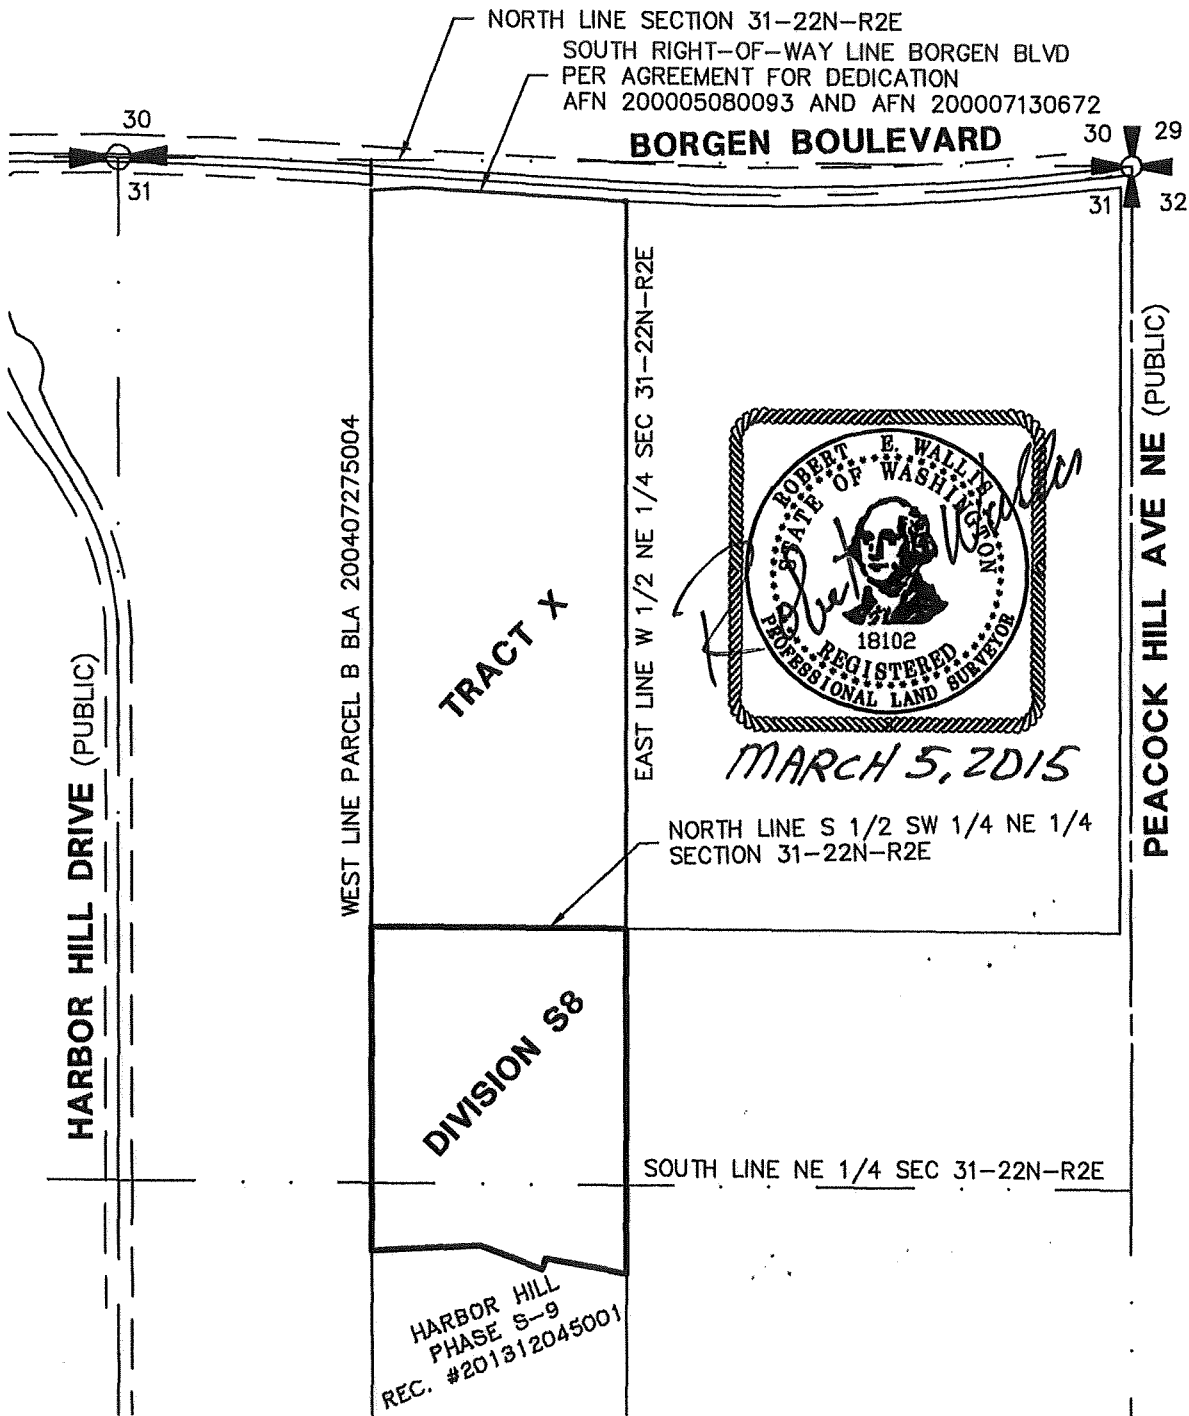 NORTH LINE SECTION 31-22N-R2E
SOUTH RIGHT-OF-WAY LINE BORGEN BLVD
PER AGREEMENT FOR DEDICATION
AFN 200005080093 AND AFN 200007130672
BORGEN BOULEVARD
30
31
30
29
31
32
WEST LINE PARCEL B BLA 200407275004
EAST LINE W 1/2 NE 1/4 SEC 31-22N-R2E
TRACT X
ROBERT E. WALLIS
STATE OF WASHINGTON
18102
REGISTERED
PROFESSIONAL LAND SURVEYOR
MARCH 5, 2015
HARBOR HILL DRIVE (PUBLIC)
PEACOCK HILL AVE NE (PUBLIC)
NORTH LINE S 1/2 SW 1/4 NE 1/4
SECTION 31-22N-R2E
DIVISION S8
SOUTH LINE NE 1/4 SEC 31-22N-R2E
HARBOR HILL
PHASE S-9
REC. #201312045001